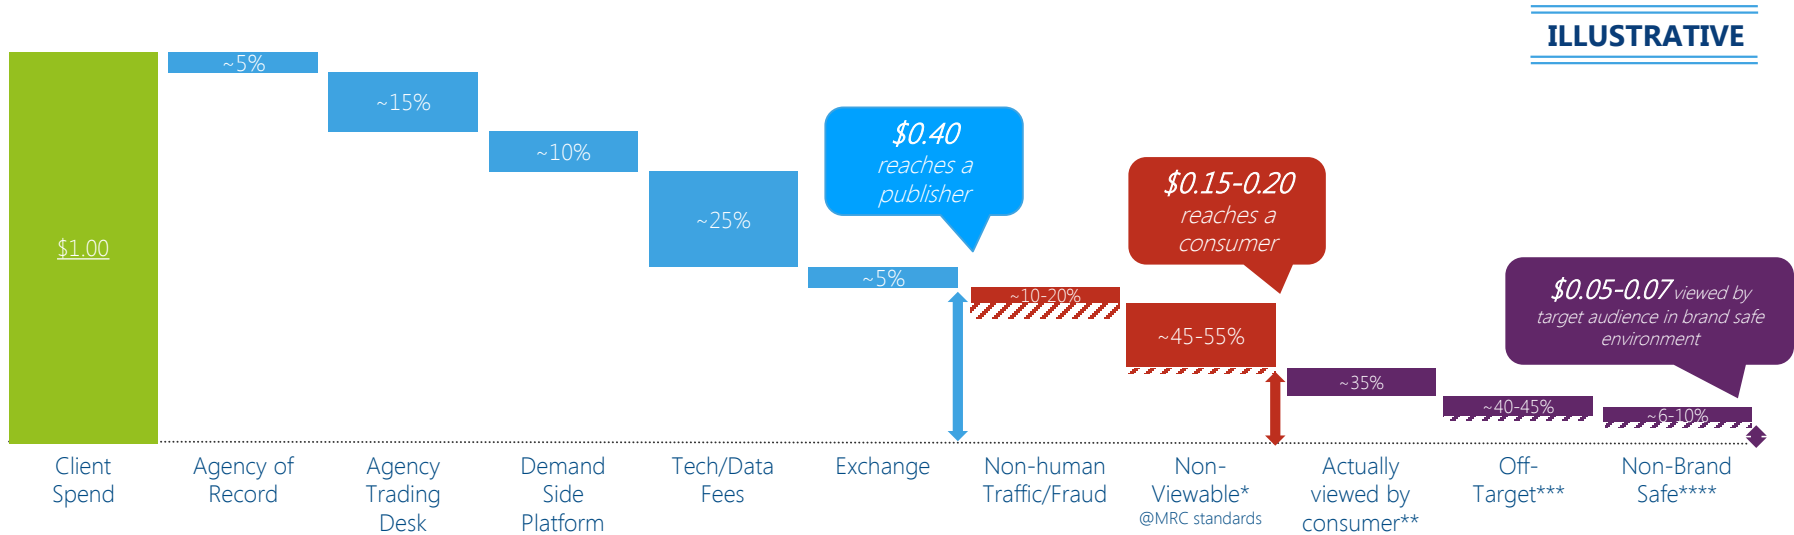 ILLUSTRATIVE
~5%
~15%
~10%
~25%
~5%
$1.00
$0.40
reaches a
publisher
$0.15-0.20
reaches a
consumer
$0.05-0.07 viewed by
target audience in brand safe
environment
~10-20%
~45-55%
~35%
~40-45%
~6-10%
Client
Spend
Agency of
Record
Agency
Trading
Desk
Demand
Side
Platform
Tech/Data
Fees
Exchange
Non-human
Traffic/Fraud
Non-
Viewable*
@MRC standards
Actually
viewed by
consumer**
Off-
Target***
Non-Brand
Safe****